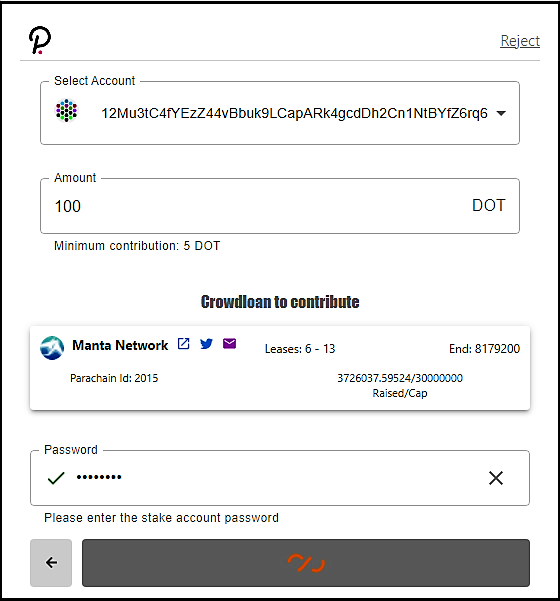 Reject
Select Account
12Mu3tC4fYEzZ44vBbuk9LCapARk4gcdDh2Cn1NtBYfZ6rq6
Amount
100 DOT
Minimum contribution: 5 DOT
Crowdloan to contribute
Manta Network Leases: 6 - 13 End: 8179200
Parachain Id: 2015 3726037.59524/30000000
Raised/Cap
Password
••••••••
Please enter the stake account password